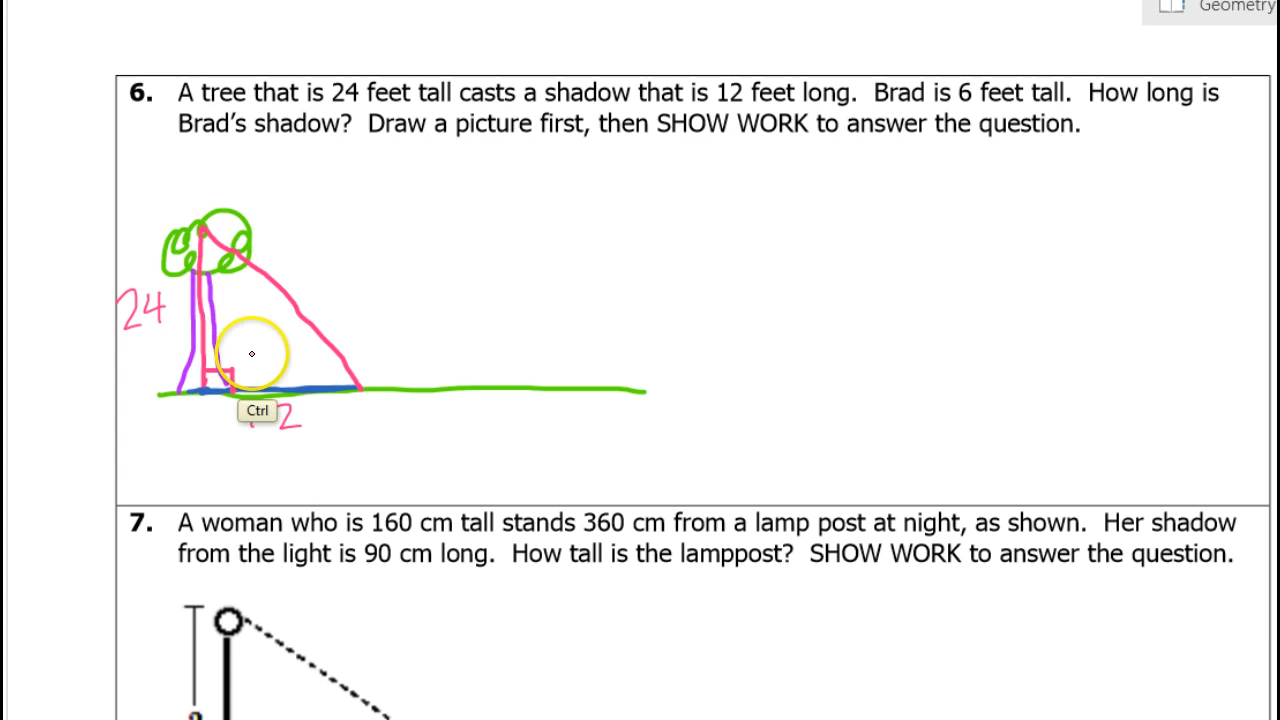 Geometry
6. A tree that is 24 feet tall casts a shadow that is 12 feet long. Brad is 6 feet tall. How long is
Brad's shadow? Draw a picture first, then SHOW WORK to answer the question.
24
Ctrl
2
7. A woman who is 160 cm tall stands 360 cm from a lamp post at night, as shown. Her shadow
from the light is 90 cm long. How tall is the lamppost? SHOW WORK to answer the question.